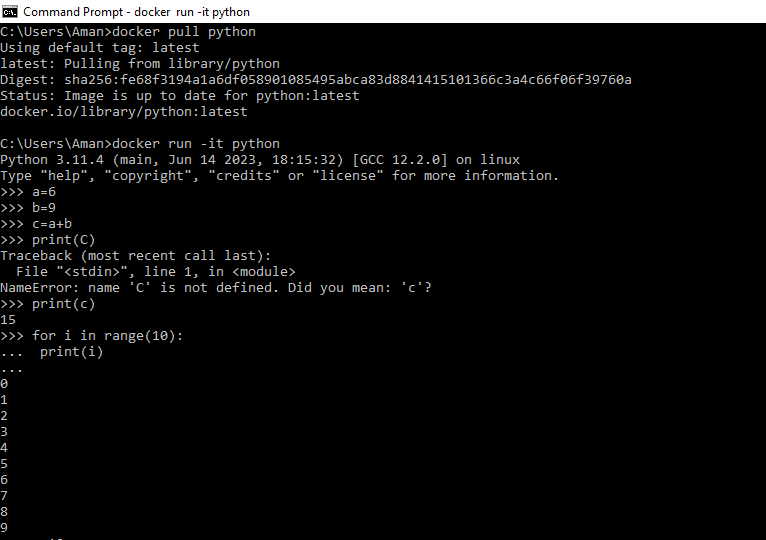 Command Prompt - docker run -it python
C:\Users\Aman>docker pull python
Using default tag: latest
latest: Pulling from library/python
Digest: sha256:fe68f3194a1a6df058901085495abca83d8841415101366c3a4c66f06f39760a
Status: Image is up to date for python:latest
docker.io/library/python:latest
C:\Users\Aman>docker run -it python
Python 3.11.4 (main, Jun 14 2023, 18:15:32) [GCC 12.2.0] on linux
Type "help", "copyright", "credits" or "license" for more information.
>>> a=6
>>> b=9
>>> c=a+b
>>> print(C)
Traceback (most recent call last):
  File "<stdin>", line 1, in <module>
NameError: name 'C' is not defined. Did you mean: 'c'?
>>> print(c)
15
>>> for i in range(10):
...  print(i)
...
0
1
2
3
4
5
6
7
8
9